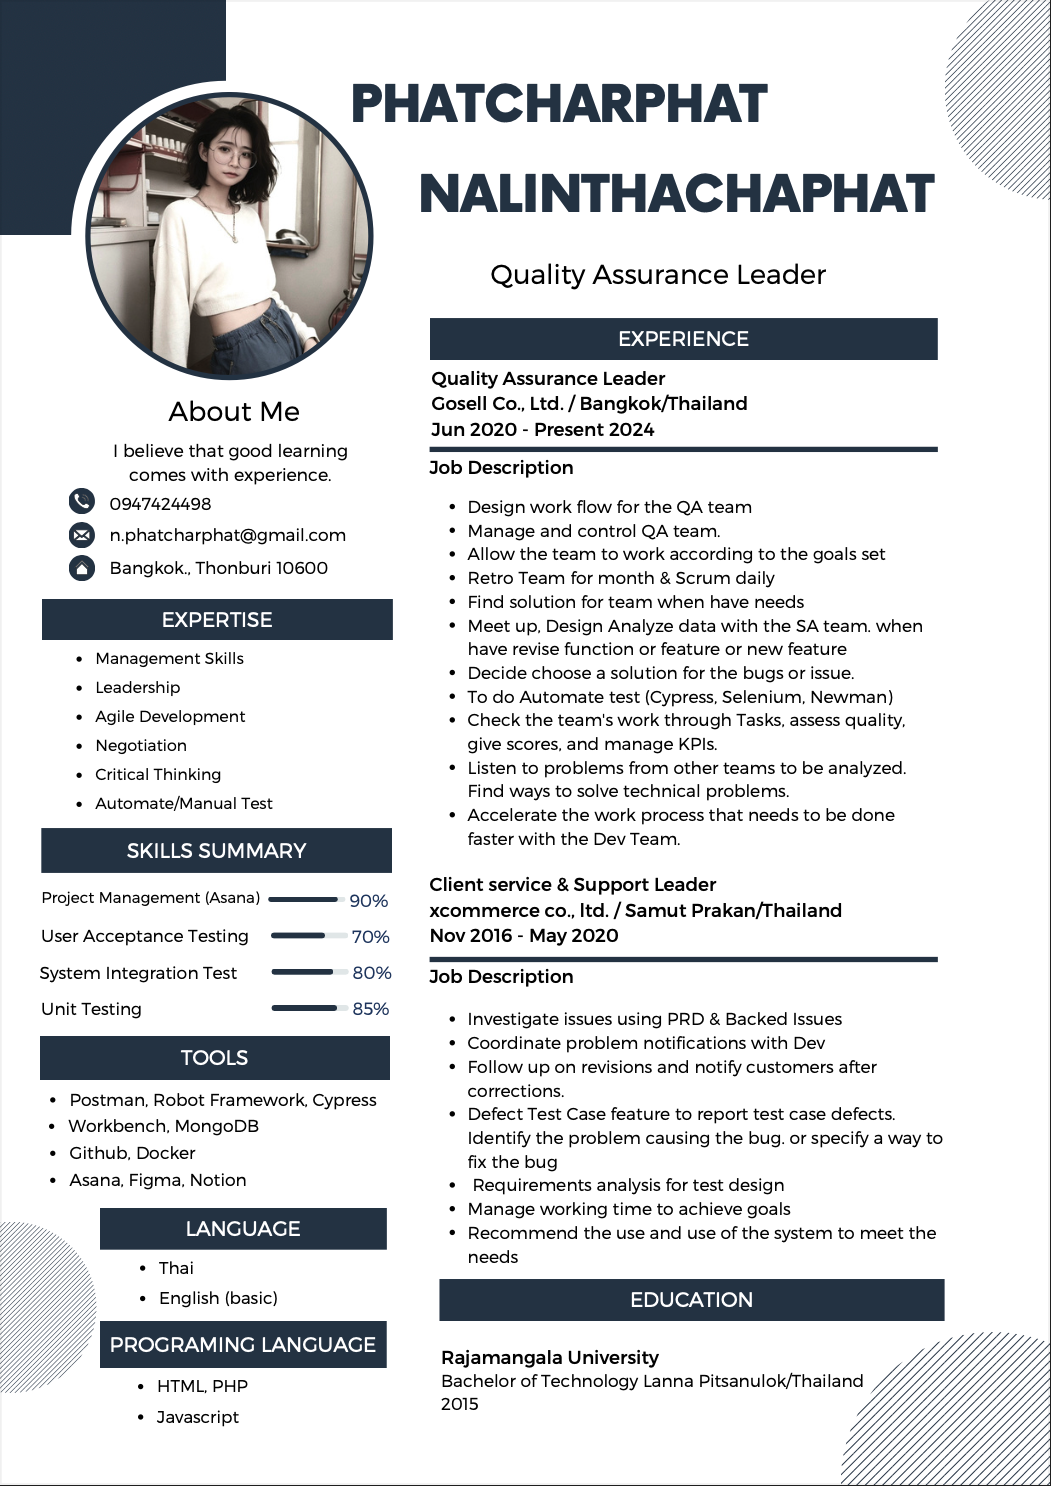 PHATCHARPHAT
NALINTHACHAPHAT
Quality Assurance Leader
About Me
I believe that good learning
comes with experience.
0947424498
n.phatcharphat@gmail.com
Bangkok., Thonburi 10600
EXPERTISE
Management Skills
Leadership
Agile Development
Negotiation
Critical Thinking
Automate/Manual Test
SKILLS SUMMARY
Project Management (Asana) 90%
User Acceptance Testing 70%
System Integration Test 80%
Unit Testing 85%
TOOLS
Postman, Robot Framework, Cypress
Workbench, MongoDB
Github, Docker
Asana, Figma, Notion
LANGUAGE
Thai
English (basic)
PROGRAMING LANGUAGE
HTML, PHP
Javascript
EXPERIENCE
Quality Assurance Leader
Gosell Co., Ltd. / Bangkok/Thailand
Jun 2020 - Present 2024
Job Description
Design work flow for the QA team
Manage and control QA team.
Allow the team to work according to the goals set
Retro Team for month & Scrum daily
Find solution for team when have needs
Meet up, Design Analyze data with the SA team. when
have revise function or feature or new feature
Decide choose a solution for the bugs or issue.
To do Automate test (Cypress, Selenium, Newman)
Check the team's work through Tasks, assess quality,
give scores, and manage KPIs.
Listen to problems from other teams to be analyzed.
Find ways to solve technical problems.
Accelerate the work process that needs to be done
faster with the Dev Team.
Client service & Support Leader
xcommerce co., ltd. / Samut Prakan/Thailand
Nov 2016 - May 2020
Job Description
Investigate issues using PRD & Backed Issues
Coordinate problem notifications with Dev
Follow up on revisions and notify customers after
corrections.
Defect Test Case feature to report test case defects.
Identify the problem causing the bug. or specify a way to
fix the bug
Requirements analysis for test design
Manage working time to achieve goals
Recommend the use and use of the system to meet the
needs
EDUCATION
Rajamangala University
Bachelor of Technology Lanna Pitsanulok/Thailand
2015